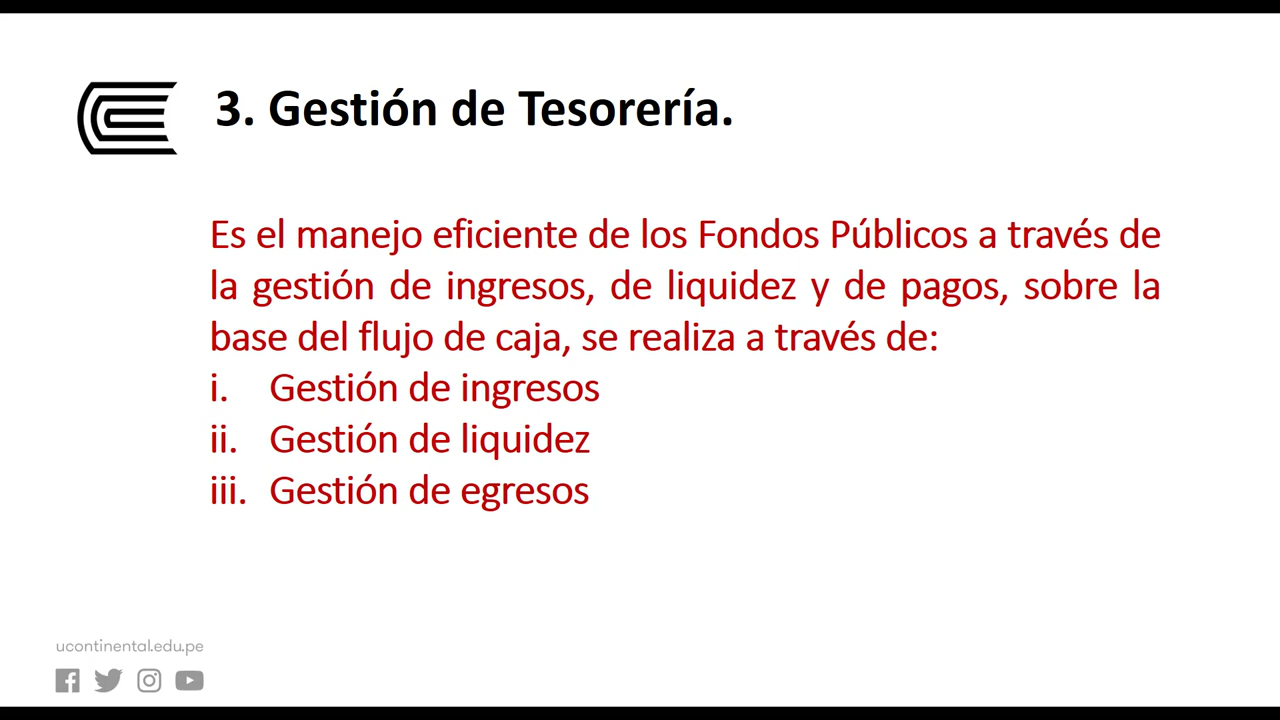 3. Gestión de Tesorería.
Es el manejo eficiente de los Fondos Públicos a través de
la gestión de ingresos, de liquidez y de pagos, sobre la
base del flujo de caja, se realiza a través de:
i. Gestión de ingresos
ii. Gestión de liquidez
iii. Gestión de egresos
ucontinental.edu.pe